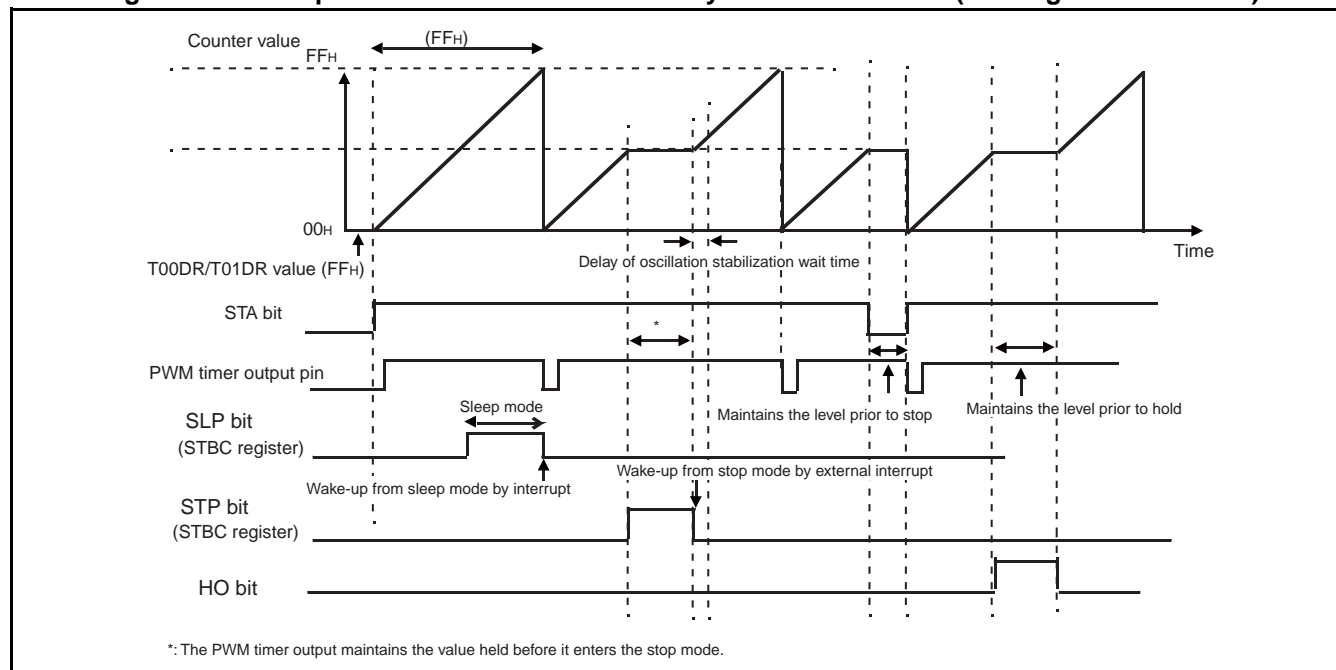 Counter value
FFH
(FFH)
00H
Time
Delay of oscillation stabilization wait time
T00DR/T01DR value (FFH)
STA bit
*
PWM timer output pin
Maintains the level prior to stop
Maintains the level prior to hold
Sleep mode
SLP bit
(STBC register)
Wake-up from stop mode by external interrupt
Wake-up from sleep mode by interrupt
STP bit
(STBC register)
HO bit
*: The PWM timer output maintains the value held before it enters the stop mode.